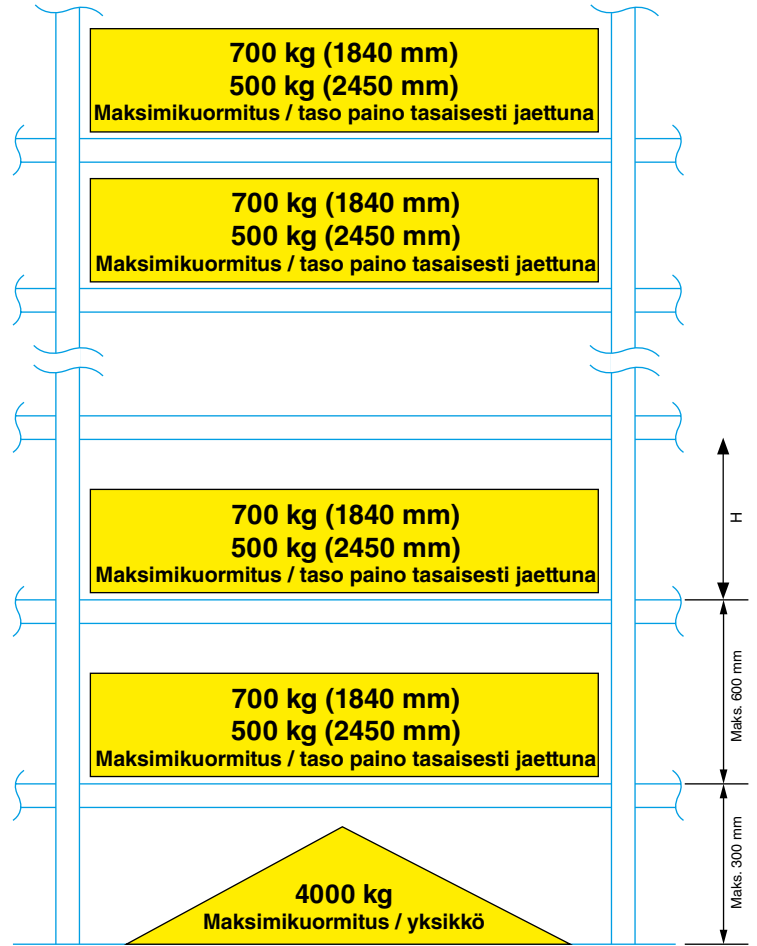 700 kg (1840 mm)
500 kg (2450 mm)
Maksimikuormitus / taso paino tasaisesti jaettuna
700 kg (1840 mm)
500 kg (2450 mm)
Maksimikuormitus / taso paino tasaisesti jaettuna
H
700 kg (1840 mm)
500 kg (2450 mm)
Maksimikuormitus / taso paino tasaisesti jaettuna
Maks. 600 mm
700 kg (1840 mm)
500 kg (2450 mm)
Maksimikuormitus / taso paino tasaisesti jaettuna
Maks. 300 mm
4000 kg
Maksimikuormitus / yksikkö